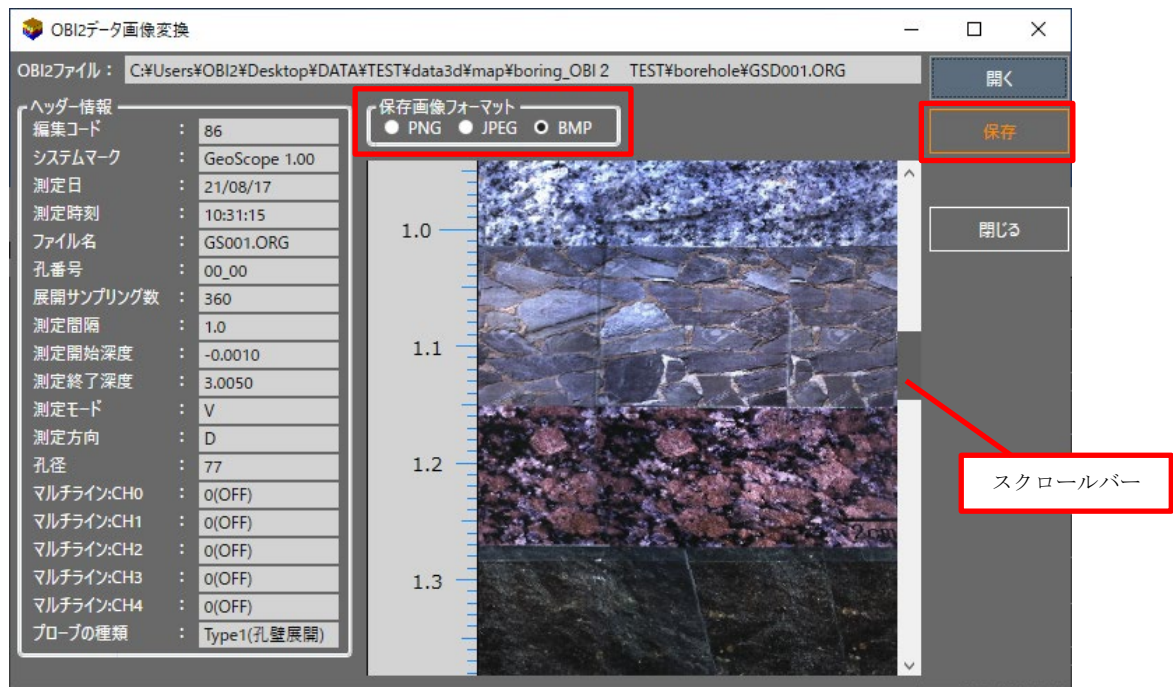 OBI2データ画像変換
OBI2ファイル： C:¥Users¥OBI2¥Desktop¥DATA¥TEST¥data3d¥map¥boring_OBI 2 TEST¥borehole¥GSD001.ORG
開く
ヘッダー情報
保存画像フォーマット
PNG JPEG BMP
保存
編集コード : 86
システムマーク : GeoScope 1.00
測定日 : 21/08/17
測定時刻 : 10:31:15
ファイル名 : GS001.ORG
孔番号 : 00_00
展開サンプリング数 : 360
測定間隔 : 1.0
測定開始深度 : -0.0010
測定終了深度 : 3.0050
測定モード : V
測定方向 : D
孔径 : 77
マルチライン:CH0 : 0(OFF)
マルチライン:CH1 : 0(OFF)
マルチライン:CH2 : 0(OFF)
マルチライン:CH3 : 0(OFF)
マルチライン:CH4 : 0(OFF)
プローブの種類 : Type1(孔壁展開)
1.0
1.1
1.2
1.3
2cm
閉じる
スクロールバー